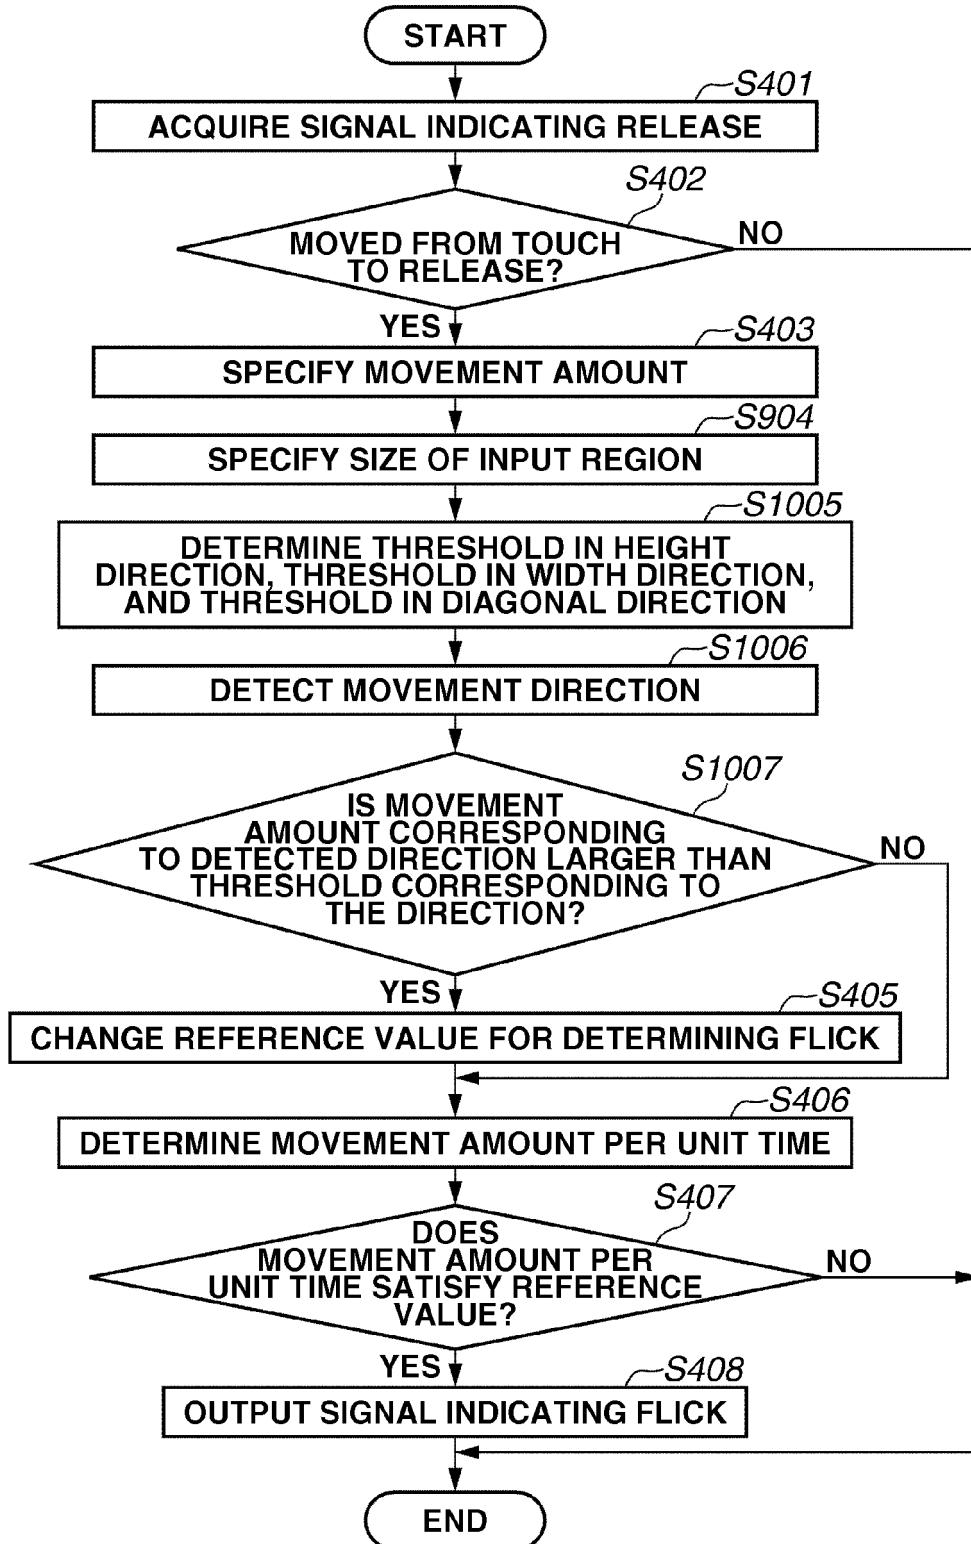 START
S401
ACQUIRE SIGNAL INDICATING RELEASE
S402
MOVED FROM TOUCH
TO RELEASE?
NO
YES
S403
SPECIFY MOVEMENT AMOUNT
S904
SPECIFY SIZE OF INPUT REGION
S1005
DETERMINE THRESHOLD IN HEIGHT
DIRECTION, THRESHOLD IN WIDTH DIRECTION,
AND THRESHOLD IN DIAGONAL DIRECTION
S1006
DETECT MOVEMENT DIRECTION
S1007
IS MOVEMENT
AMOUNT CORRESPONDING
TO DETECTED DIRECTION LARGER THAN
THRESHOLD CORRESPONDING TO
THE DIRECTION?
NO
YES
S405
CHANGE REFERENCE VALUE FOR DETERMINING FLICK
S406
DETERMINE MOVEMENT AMOUNT PER UNIT TIME
S407
DOES
MOVEMENT AMOUNT PER
UNIT TIME SATISFY REFERENCE
VALUE?
NO
YES
S408
OUTPUT SIGNAL INDICATING FLICK
END